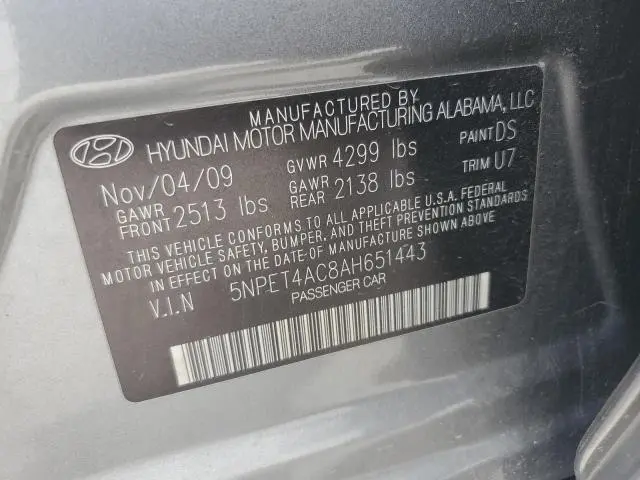 MANUFACTURED BY
HYUNDAI MOTOR MANUFACTURING ALABAMA, LLC
Nov/04/09 GVWR 4299 lbs PAINT DS
GAWR FRONT 2513 lbs GAWR REAR 2138 lbs TRIM U7
THIS VEHICLE CONFORMS TO ALL APPLICABLE U.S.A. FEDERAL
MOTOR VEHICLE SAFETY, BUMPER, AND THEFT PREVENTION STANDARDS
IN EFFECT ON THE DATE OF MANUFACTURE SHOWN ABOVE
V.I.N 5NPET4AC8AH651443
PASSENGER CAR